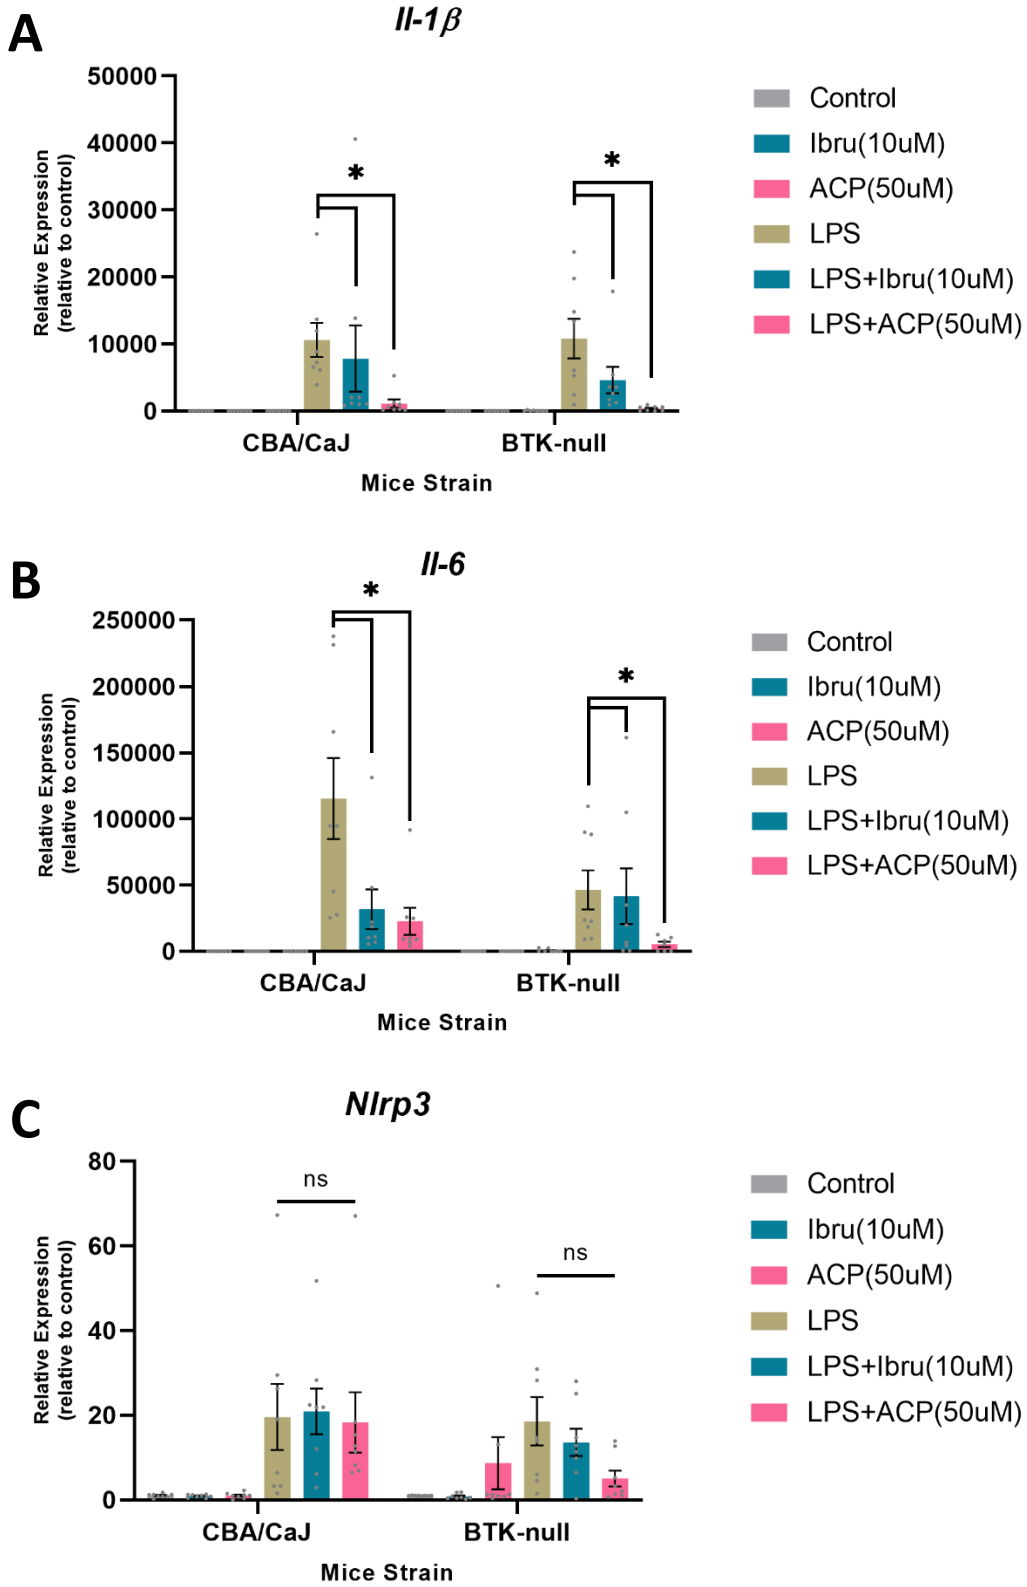 A
Il-1β
50000
40000
30000
20000
10000
0
Relative Expression
(relative to control)
*
*
CBA/CaJ
BTK-null
Mice Strain
Control
Ibru(10uM)
ACP(50uM)
LPS
LPS+Ibru(10uM)
LPS+ACP(50uM)
B
Il-6
250000
200000
150000
100000
50000
0
Relative Expression
(relative to control)
*
*
CBA/CaJ
BTK-null
Mice Strain
Control
Ibru(10uM)
ACP(50uM)
LPS
LPS+Ibru(10uM)
LPS+ACP(50uM)
C
Nlrp3
80
60
40
20
0
Relative Expression
(relative to control)
ns
ns
CBA/CaJ
BTK-null
Mice Strain
Control
Ibru(10uM)
ACP(50uM)
LPS
LPS+Ibru(10uM)
LPS+ACP(50uM)